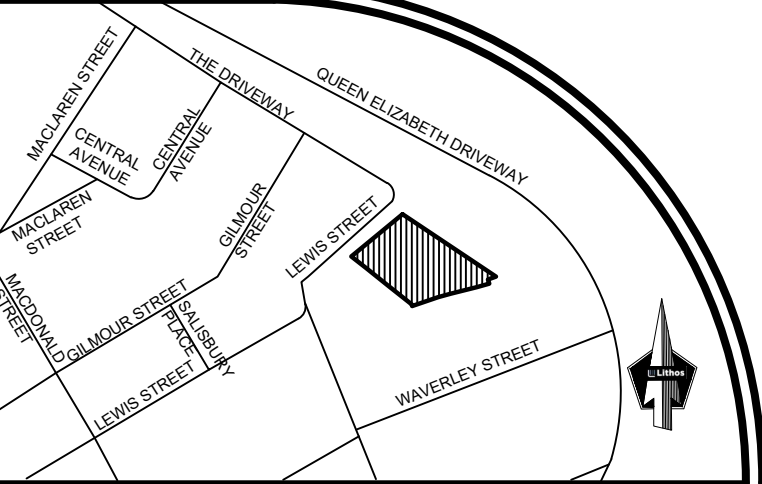 MACLAREN STREET
THE DRIVEWAY
QUEEN ELIZABETH DRIVEWAY
CENTRAL
AVENUE
CENTRAL
AVENUE
MACLAREN
STREET
GILMOUR
STREET
LEWIS STREET
MACDONALD
STREET
GILMOUR STREET
SALISBURY
PLACE
LEWIS STREET
WAVERLEY STREET
Lithos